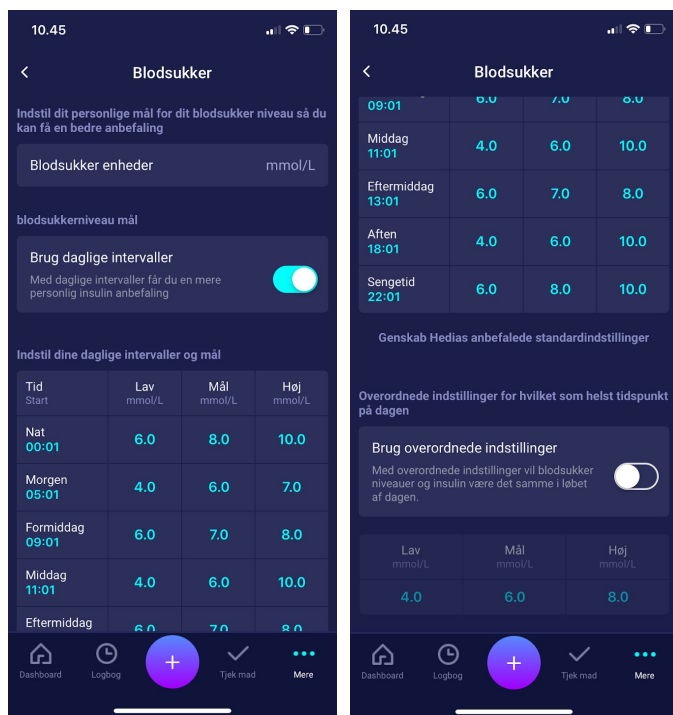 10.45
Blodsukker
Indstil dit personlige mål for dit blodsukker niveau så du
kan få en bedre anbefaling
Blodsukker enheder mmol/L
blodsukkerniveau mål
Brug daglige intervaller
Med daglige intervaller får du en mere
personlig insulin anbefaling
Indstil dine daglige intervaller og mål
Tid Lav Mål Høj
Start mmol/L mmol/L mmol/L
Nat
00:01 6.0 8.0 10.0
Morgen
05:01 4.0 6.0 7.0
Formiddag
09:01 6.0 7.0 8.0
Middag
11:01 4.0 6.0 10.0
Eftermiddag
6.0 7.0 8.0
Dashboard Logbog + Tjek mad Mere
10.45
Blodsukker
09:01 6.0 7.0 8.0
Middag
11:01 4.0 6.0 10.0
Eftermiddag
13:01 6.0 7.0 8.0
Aften
18:01 4.0 6.0 10.0
Sengetid
22:01 6.0 8.0 10.0
Genskab Hedias anbefalede standardindstillinger
Overordnede indstillinger for hvilket som helst tidspunkt
på dagen
Brug overordnede indstillinger
Med overordnede indstillinger vil blodsukker
niveauer og insulin være det samme i løbet
af dagen.
Lav Mål Høj
mmol/L mmol/L mmol/L
4.0 6.0 8.0
Dashboard Logbog + Tjek mad Mere